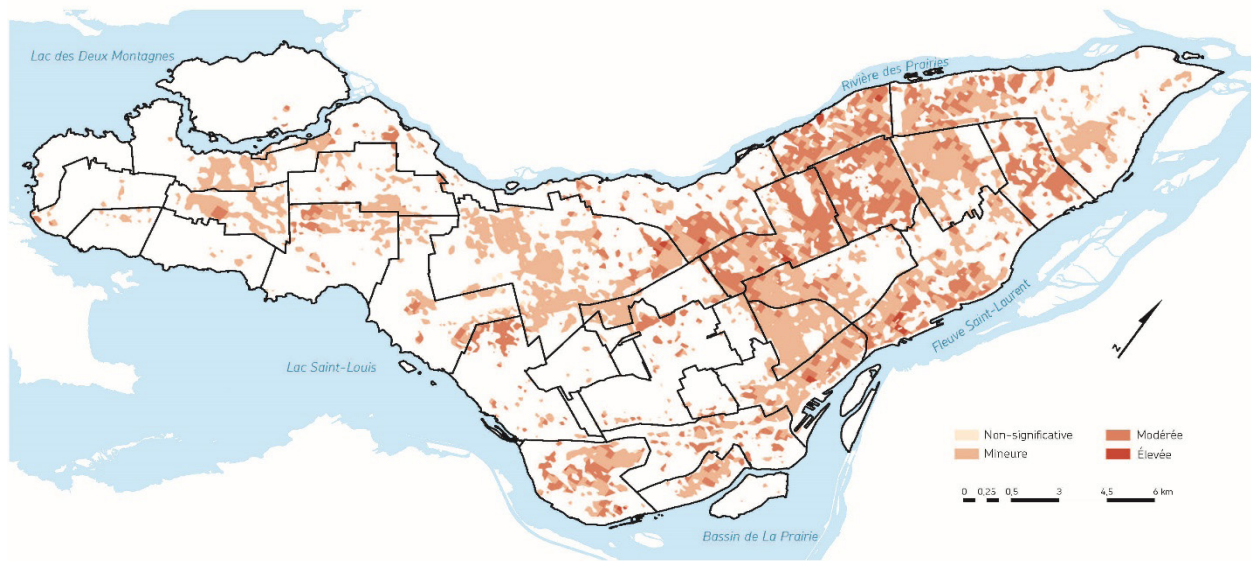 Lac des Deux Montagnes
Rivière des Prairies
Fleuve Saint-Laurent
Lac Saint-Louis
Bassin de La Prairie
N
Non-significative
Mineure
Modérée
Élevée
0 0,25 0,5 3 4,5 6 km